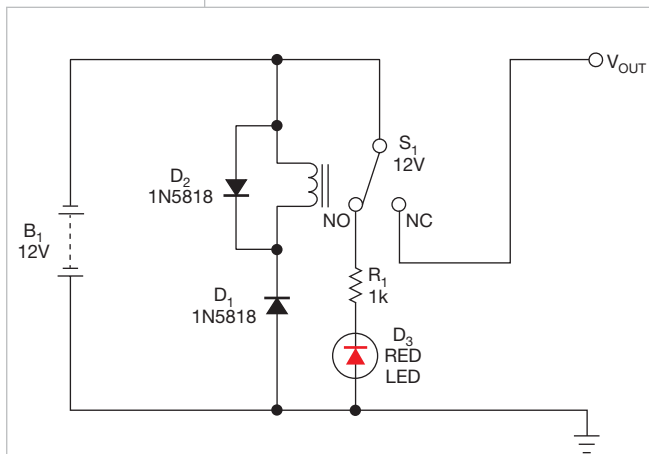 V_OUT
S₁
12V
D₂
1N5818
NO
NC
B₁
12V
R₁
1k
D₁
1N5818
D₃
RED
LED